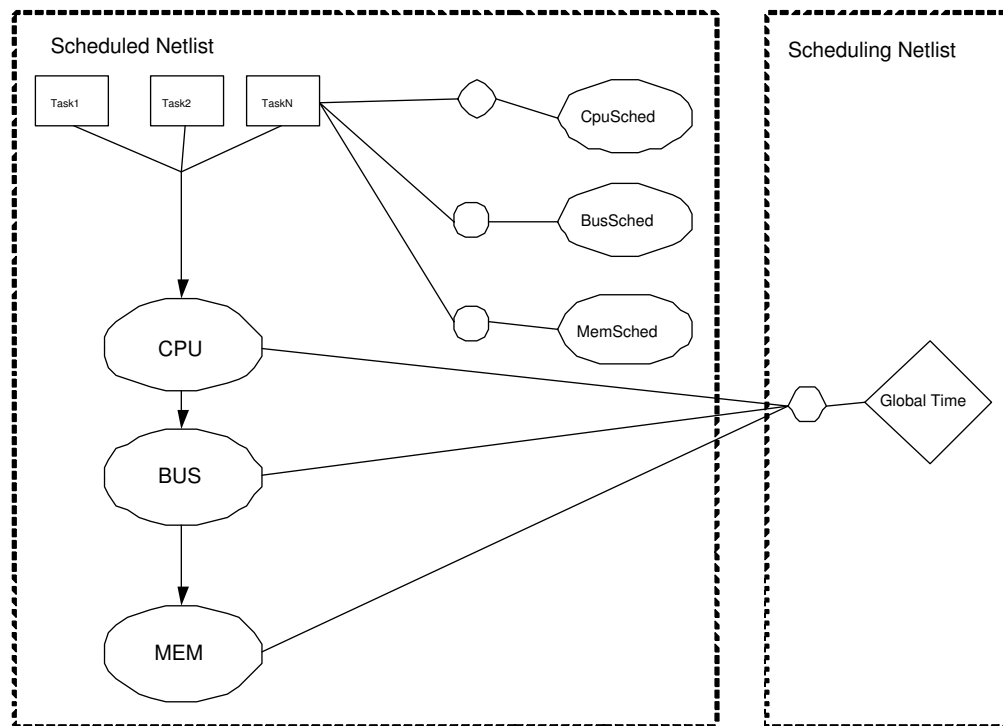 Scheduled Netlist
Scheduling Netlist
Task1
Task2
TaskN
CpuSched
BusSched
MemSched
CPU
Global Time
BUS
MEM